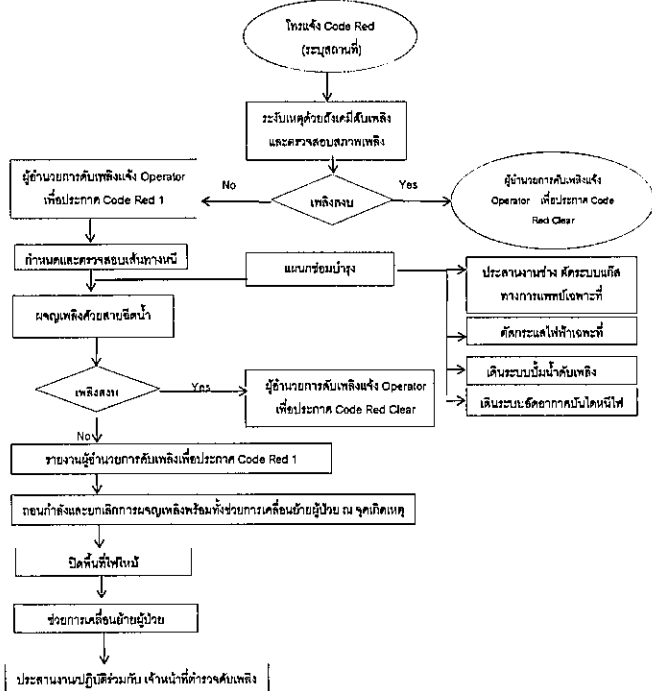 โทรแจ้ง Code Red
(ระบุสถานที่)
ระงับเหตุด้วยถังเคมีดับเพลิง
และตรวจสอบสภาพเพลิง
ผู้อำนวยการดับเพลิงแจ้ง Operator
เพื่อประกาศ Code Red 1
No
เพลิงสงบ
Yes
ผู้อำนวยการดับเพลิงแจ้ง
Operator เพื่อประกาศ Code
Red Clear
กำหนดและตรวจสอบเส้นทางหนี
แผนกซ่อมบำรุง
ประสานงานช่าง ตัดระบบแก๊ส
ทางการแพทย์เฉพาะที่
ตัดกระแสไฟฟ้าเฉพาะที่
เดินระบบปั๊มน้ำดับเพลิง
เดินระบบอัดอากาศบันไดหนีไฟ
ผจญเพลิงด้วยสายฉีดน้ำ
เพลิงสงบ
Yes
ผู้อำนวยการดับเพลิงแจ้ง Operator
เพื่อประกาศ Code Red Clear
No
รายงานผู้อำนวยการดับเพลิงเพื่อประกาศ Code Red 1
ถอนกำลังและยกเลิกการผจญเพลิงพร้อมทั้งช่วยการเคลื่อนย้ายผู้ป่วย ณ จุดเกิดเหตุ
ปิดพื้นที่ไฟไหม้
ช่วยการเคลื่อนย้ายผู้ป่วย
ประสานงาน/ปฏิบัติร่วมกับ เจ้าหน้าที่ตำรวจดับเพลิง